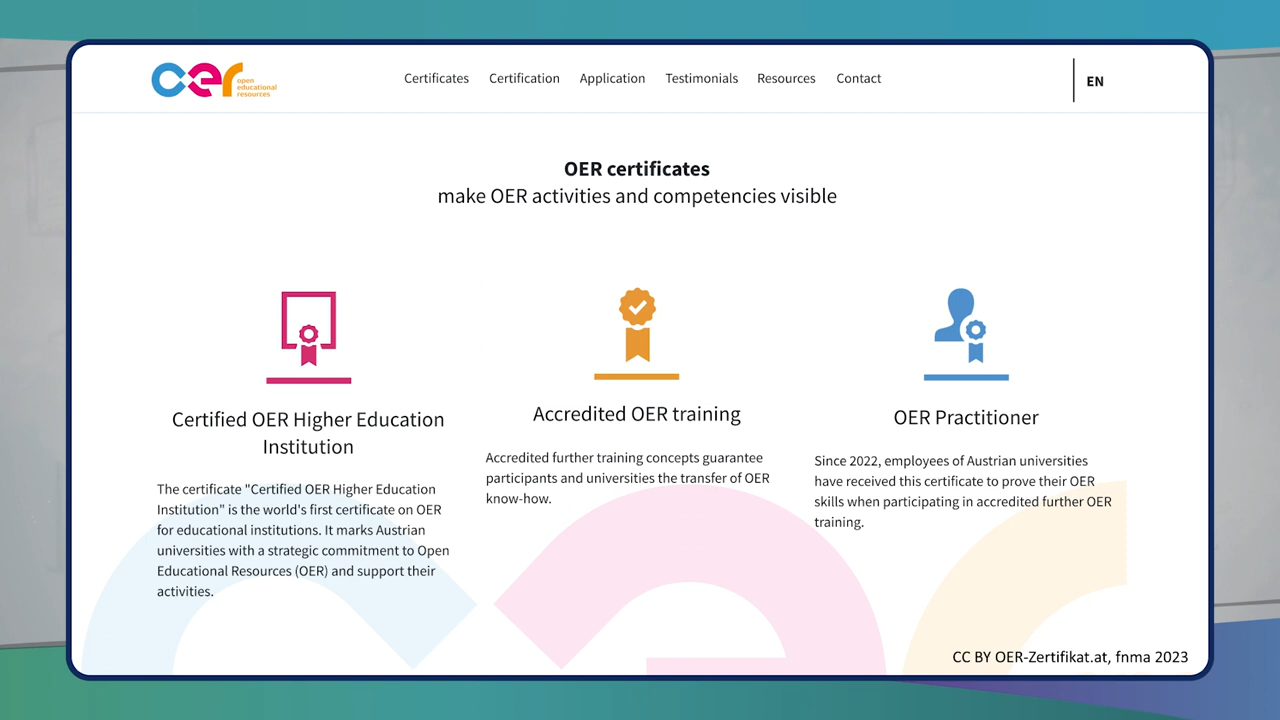 oer open
educational
resources
Certificates Certification Application Testimonials Resources Contact
EN
OER certificates
make OER activities and competencies visible
Certified OER Higher Education
Institution
The certificate "Certified OER Higher Education
Institution" is the world's first certificate on OER
for educational institutions. It marks Austrian
universities with a strategic commitment to Open
Educational Resources (OER) and support their
activities.
Accredited OER training
Accredited further training concepts guarantee
participants and universities the transfer of OER
know-how.
OER Practitioner
Since 2022, employees of Austrian universities
have received this certificate to prove their OER
skills when participating in accredited further OER
training.
CC BY OER-Zertifikat.at, fnma 2023